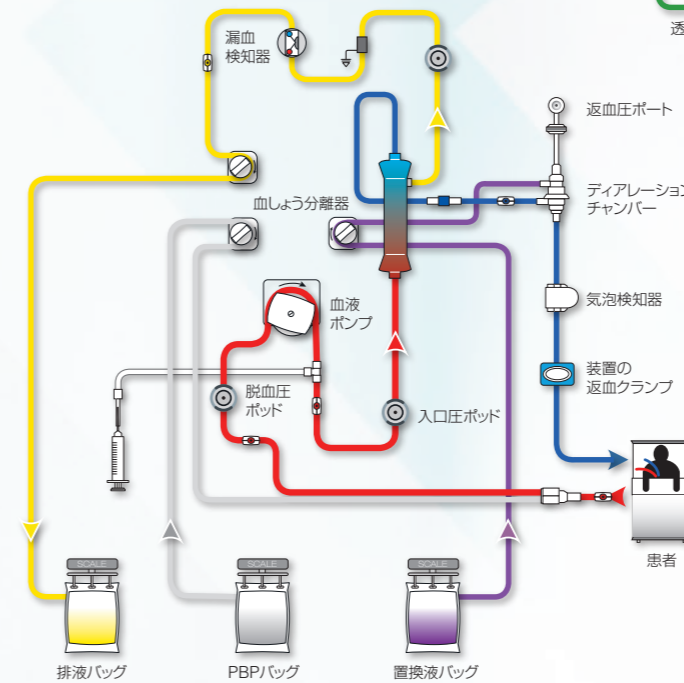 透
漏血
検知器
返血圧ポート
血しょう分離器
ディアレーション
チャンバー
血液
ポンプ
気泡検知器
脱血圧
ポッド
入口圧ポッド
装置の
返血クランプ
患者
SCALE
SCALE
SCALE
排液バッグ
PBPバッグ
置換液バッグ